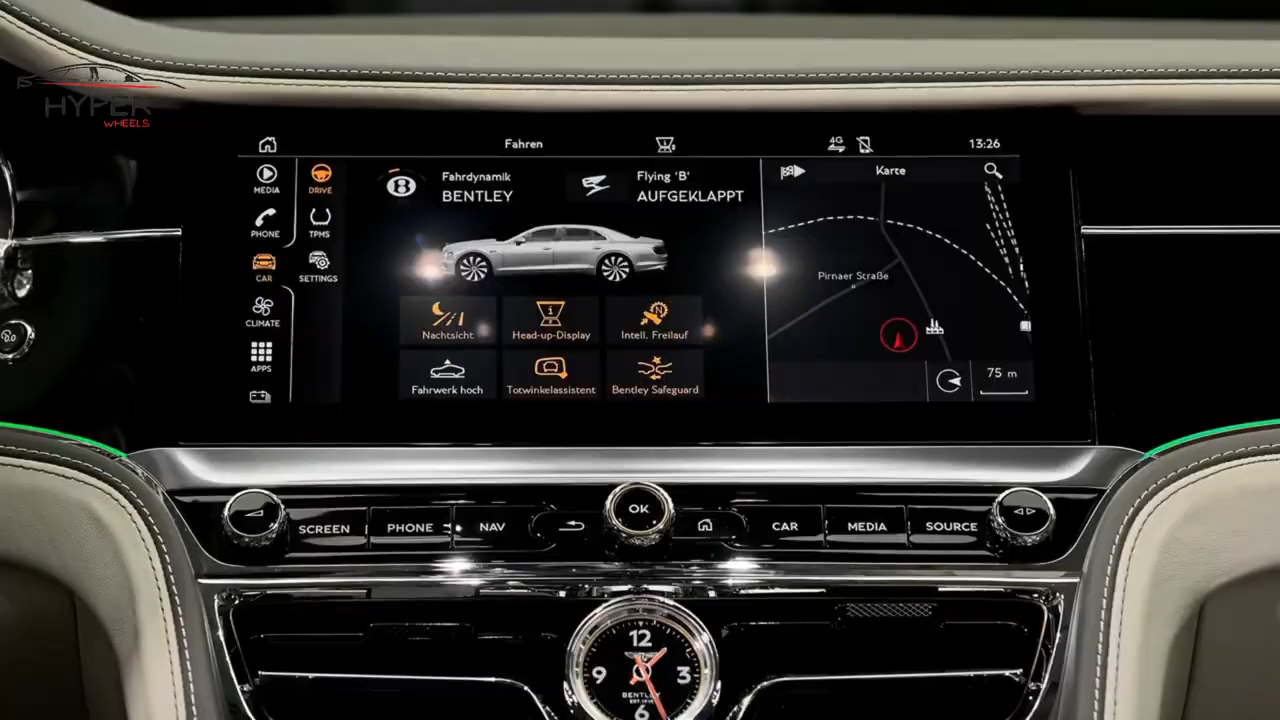 HYPER
WHEELS
Fahren
4G
13:26
MEDIA
DRIVE
Fahrdynamik
BENTLEY
Flying 'B'
AUFGEKLAPPT
Karte
PHONE
TPMS
CAR
SETTINGS
Pirnaer Straße
CLIMATE
Nachtsicht
Head-up-Display
Intell. Freilauf
APPS
Fahrwerk hoch
Totwinkelassistent
Bentley Safeguard
75 m
SCREEN
PHONE
NAV
OK
CAR
MEDIA
SOURCE
12
9
3
BENTLEY
6